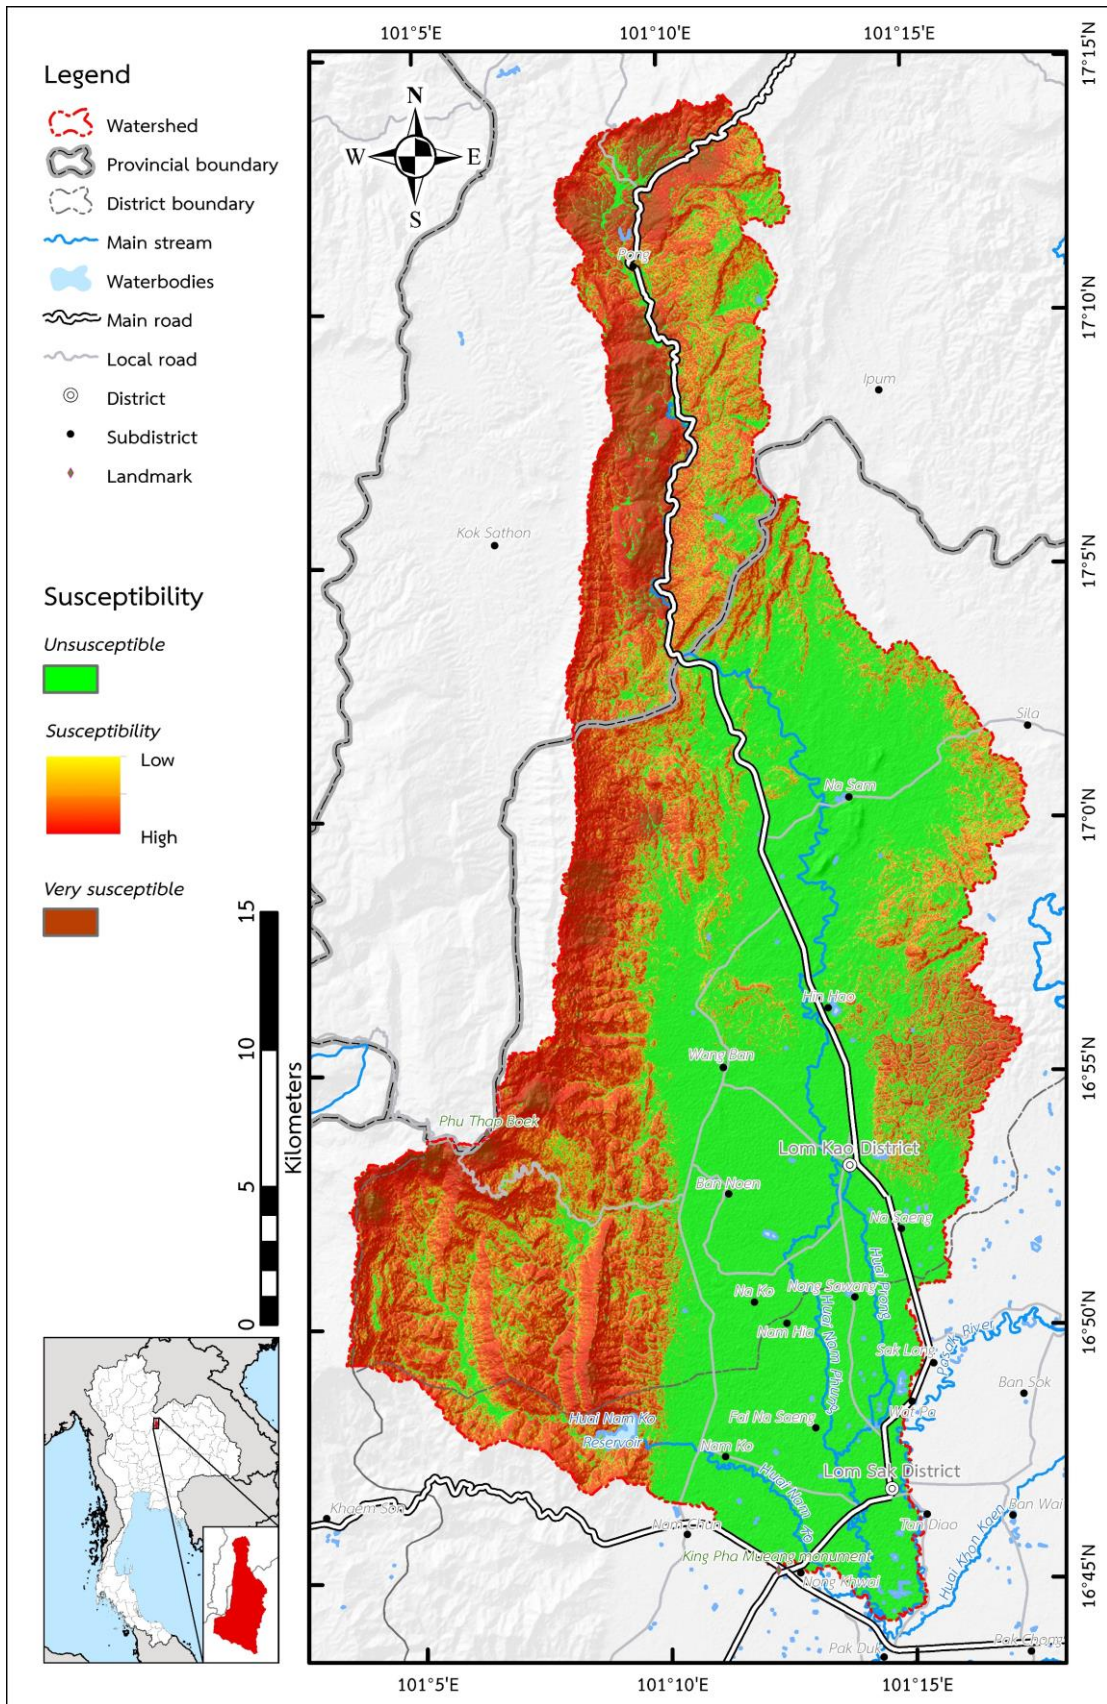 101°5'E 101°10'E 101°15'E
17°15'N
17°10'N
17°5'N
17°0'N
16°55'N
16°50'N
16°45'N
Legend
Watershed
Provincial boundary
District boundary
Main stream
Waterbodies
Main road
Local road
District
Subdistrict
Landmark
Susceptibility
Unsusceptible
Susceptibility
Low
High
Very susceptible
15
10
5
0
Kilometers
N
W E
S
Pong
Ipum
Kok Sathon
Sila
Na Sam
Hin Hao
Wang Ban
Phu Thap Boek
Lom Kao District
Ban Noen
Na Saeng
Huai Prong
Na Ko
Nong Sawang
Nam Hia
Huai Nam Phung
Sak Long
Pasak River
Ban Sok
Wat Pa
Huai Nam Ko
Reservoir
Fai Na Saeng
Nam Ko
Huai Nam Ko
Lom Sak District
Khaem Son
Nam Chun
Tan Diao
Ban Wai
Huai Khon Kaen
King Pha Mueang monument
Nong Khwai
Pak Duk
Pak Chong
101°5'E 101°10'E 101°15'E